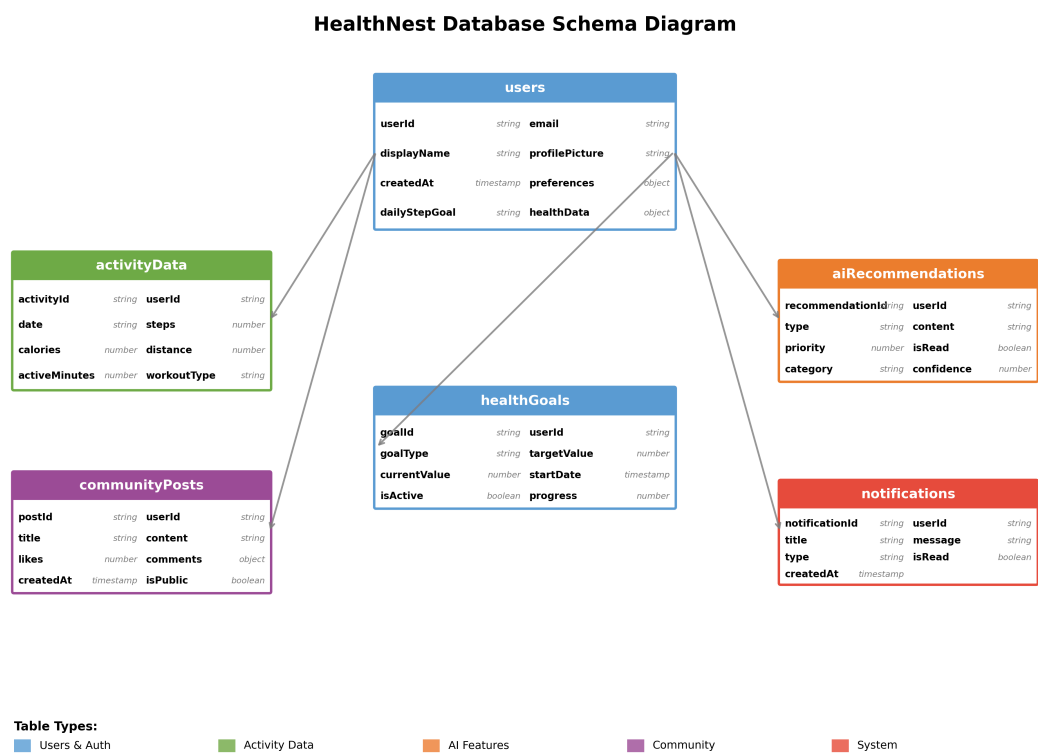 HealthNest Database Schema Diagram
users
userId string email string
displayName string profilePicture string
createdAt timestamp preferences object
dailyStepGoal string healthData object
activityData
activityId string userId string
date string steps number
calories number distance number
activeMinutes number workoutType string
aiRecommendations
recommendationId string userId string
type string content string
priority number isRead boolean
category string confidence number
healthGoals
goalId string userId string
goalType string targetValue number
currentValue number startDate timestamp
isActive boolean progress number
communityPosts
postId string userId string
title string content string
likes number comments object
createdAt timestamp isPublic boolean
notifications
notificationId string userId string
title string message string
type string isRead boolean
createdAt timestamp
Table Types:
Users & Auth Activity Data AI Features Community System